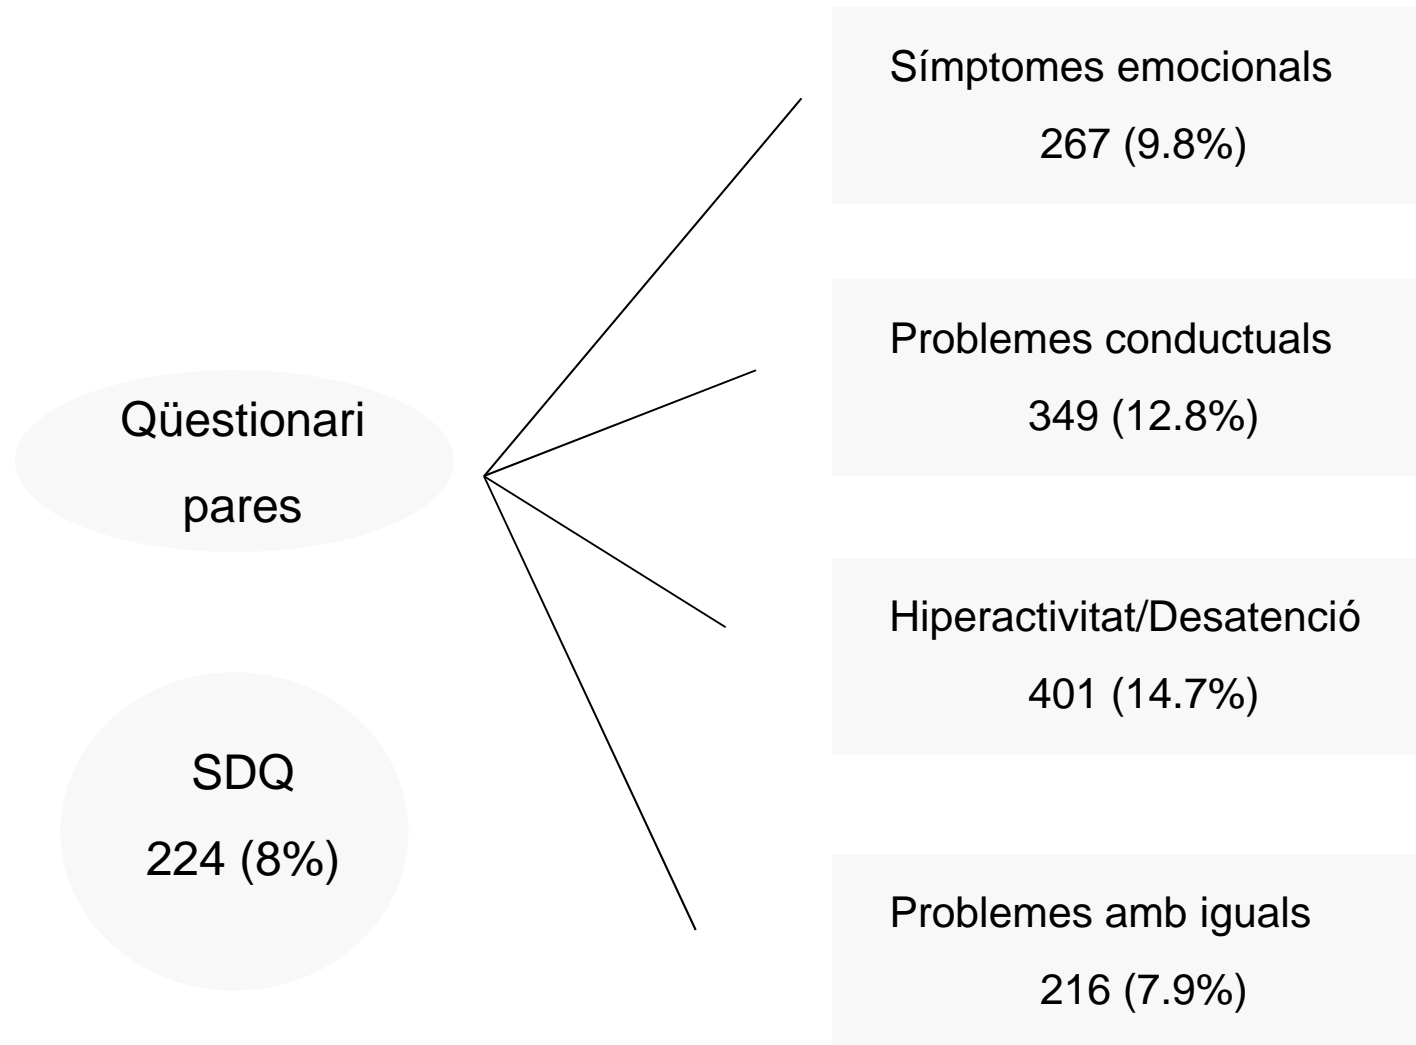 Qüestionari
pares
SDQ
224 (8%)
Símptomes emocionals
267 (9.8%)
Problemes conductuals
349 (12.8%)
Hiperactivitat/Desatenció
401 (14.7%)
Problemes amb iguals
216 (7.9%)